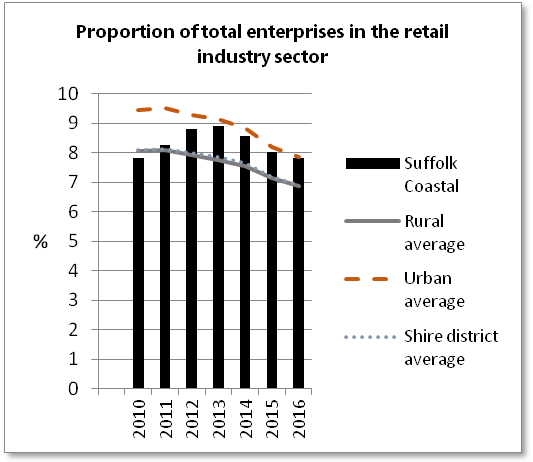 Proportion of total enterprises in the retail
industry sector
10
9
8
7
6
5
4
3
2
1
0
%
2010
2011
2012
2013
2014
2015
2016
Suffolk
Coastal
Rural
average
Urban
average
Shire district
average